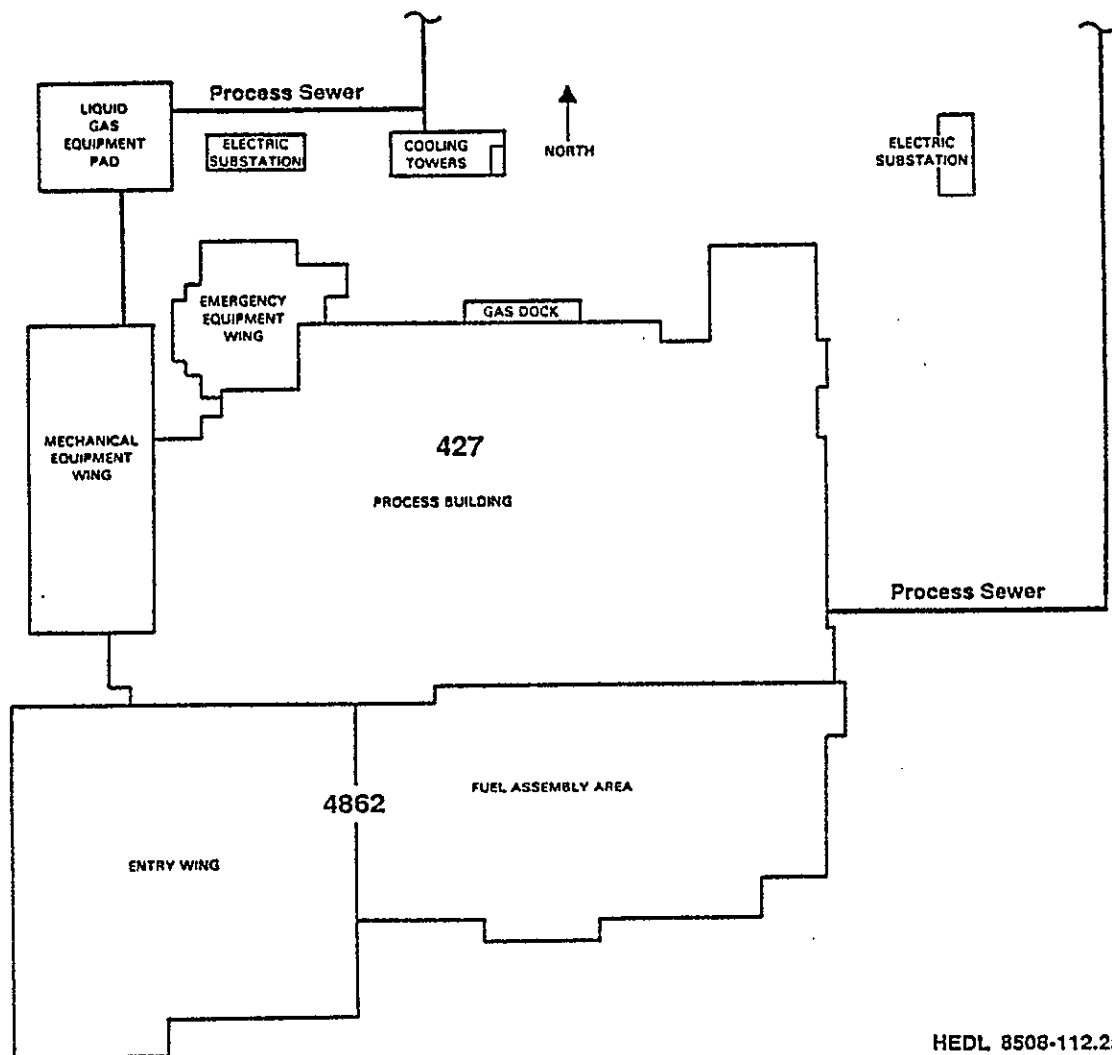 Process Sewer
LIQUID
GAS
EQUIPMENT
PAD
ELECTRIC
SUBSTATION
COOLING
TOWERS
NORTH
ELECTRIC
SUBSTATION
EMERGENCY
EQUIPMENT
WING
GAS DOCK
MECHANICAL
EQUIPMENT
WING
427
PROCESS BUILDING
Process Sewer
4862
FUEL ASSEMBLY AREA
ENTRY WING
HEDL 8508-112.2